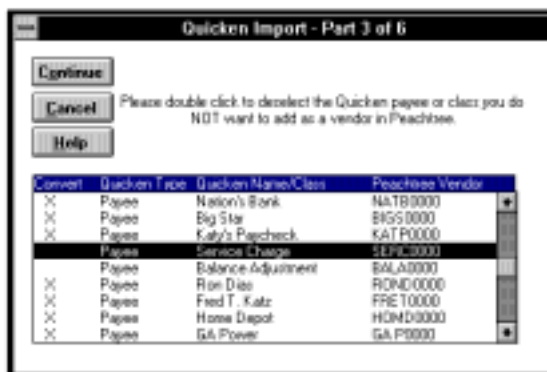 Quicken Import - Part 3 of 6
Continue
Cancel
Help
Please double click to deselect the Quicken payee or class you do
NOT want to add as a vendor in Peachtree.
Convert Quicken Type Quicken Name/Class Peachtree Vendor
X Payee Nation's Bank NATB0000
X Payee Big Star BIGS0000
X Payee Katy's Paycheck KATP0000
Payee Service Charge SERC0000
Payee Balance Adjustment BALA0000
X Payee Ron Dias ROND0000
X Payee Fred T. Katz FRET0000
X Payee Home Depot HOMD0000
X Payee GA Power GA P0000